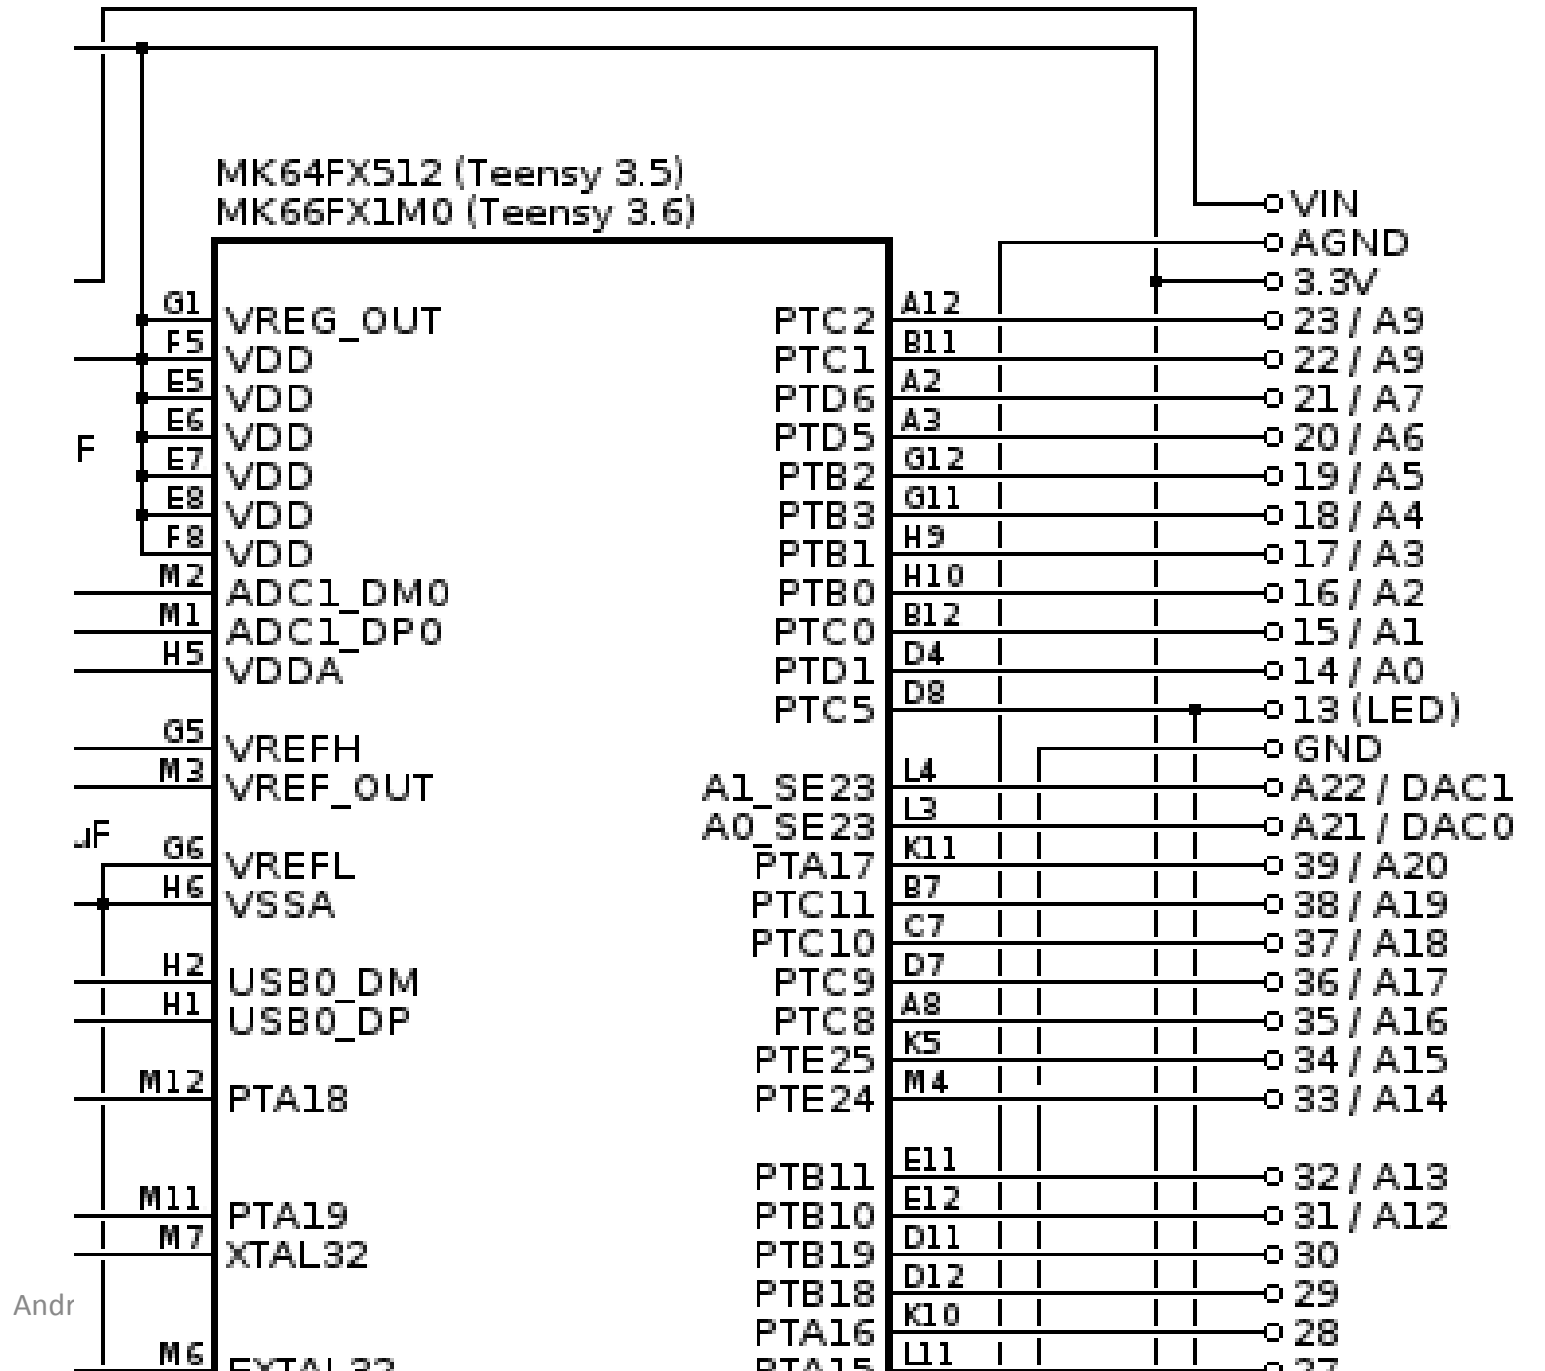 MK64FX512 (Teensy 3.5)
MK66FX1M0 (Teensy 3.6)
VIN
AGND
3.3V
G1 VREG_OUT PTC2 A12 23 / A9
F5 VDD PTC1 B11 22 / A9
E5 VDD PTD6 A2 21 / A7
E6 VDD PTD5 A3 20 / A6
F
E7 VDD PTB2 G12 19 / A5
E8 VDD PTB3 G11 18 / A4
F8 VDD PTB1 H9 17 / A3
M2 ADC1_DM0 PTB0 H10 16 / A2
M1 ADC1_DP0 PTC0 B12 15 / A1
H5 VDDA PTD1 D4 14 / A0
PTC5 D8 13 (LED)
G5 VREFH GND
M3 VREF_OUT A1_SE23 L4 A22 / DAC1
uF A0_SE23 L3 A21 / DAC0
G6 VREFL PTA17 K11 39 / A20
H6 VSSA PTC11 B7 38 / A19
PTC10 C7 37 / A18
H2 USB0_DM PTC9 D7 36 / A17
H1 USB0_DP PTC8 A8 35 / A16
PTE25 K5 34 / A15
M12 PTA18 PTE24 M4 33 / A14
PTB11 E11 32 / A13
M11 PTA19 PTB10 E12 31 / A12
M7 XTAL32 PTB19 D11 30
Andr PTB18 D12 29
PTA16 K10 28
M6 EXTAL32 PTA15 L11 27